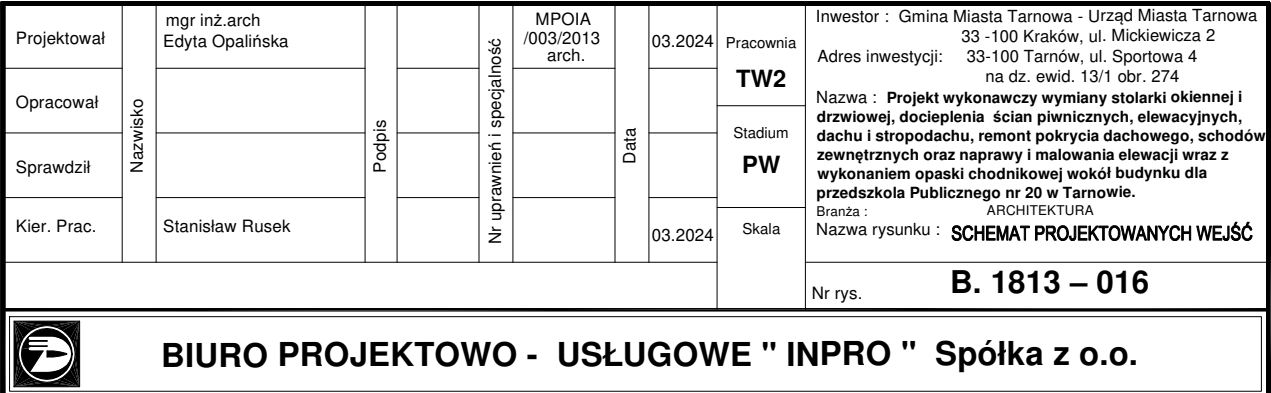 Projektował
Nazwisko
mgr inż.arch
Edyta Opalińska
Podpis
Nr uprawnień i specjalność
MPOIA
/003/2013
arch.
Data
03.2024
Opracował
Sprawdził
Kier. Prac.
Stanisław Rusek
03.2024
Pracownia
TW2
Stadium
PW
Skala
Inwestor : Gmina Miasta Tarnowa - Urząd Miasta Tarnowa
33 -100 Kraków, ul. Mickiewicza 2
Adres inwestycji: 33-100 Tarnów, ul. Sportowa 4
na dz. ewid. 13/1 obr. 274
Nazwa : Projekt wykonawczy wymiany stolarki okiennej i
drzwiowej, docieplenia ścian piwnicznych, elewacyjnych,
dachu i stropodachu, remont pokrycia dachowego, schodów
zewnętrznych oraz naprawy i malowania elewacji wraz z
wykonaniem opaski chodnikowej wokół budynku dla
przedszkola Publicznego nr 20 w Tarnowie.
Branża : ARCHITEKTURA
Nazwa rysunku : SCHEMAT PROJEKTOWANYCH WEJŚĆ
Nr rys. B. 1813 – 016
BIURO PROJEKTOWO - USŁUGOWE " INPRO " Spółka z o.o.